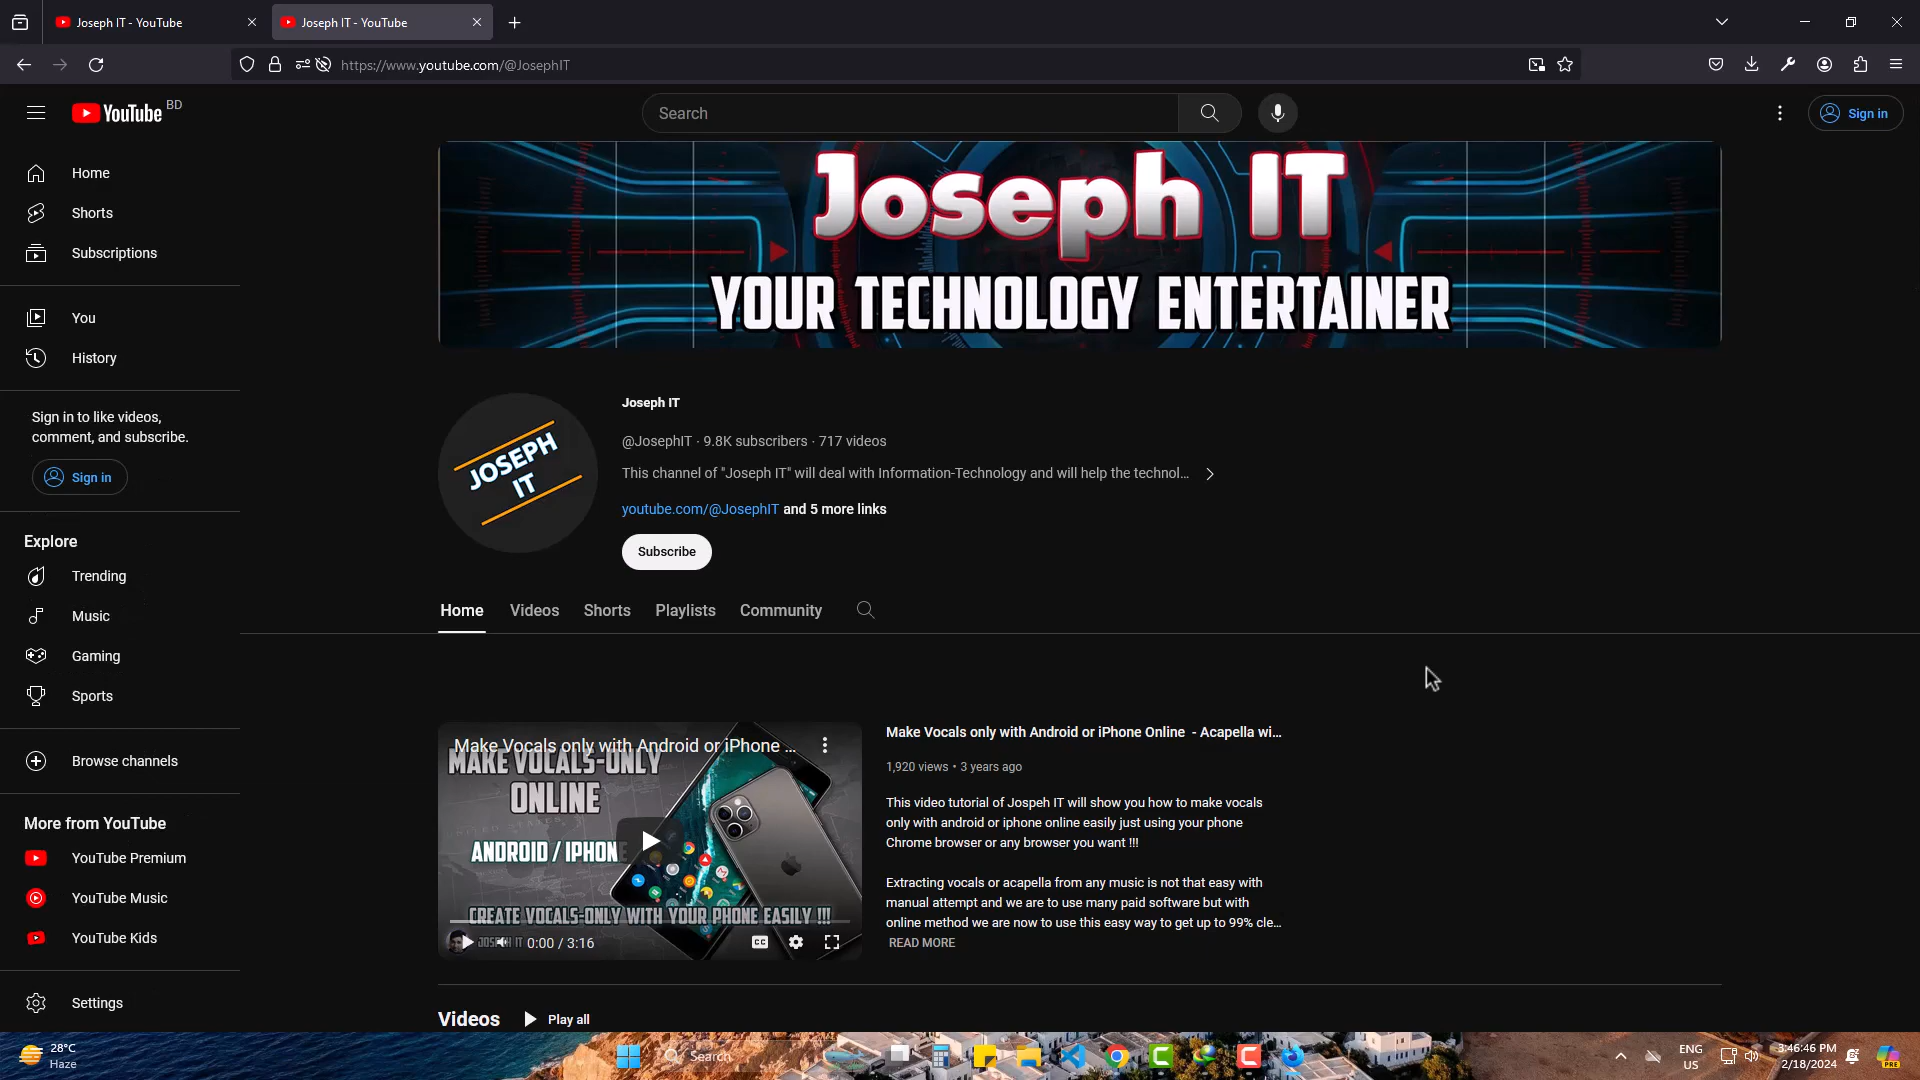 Joseph IT - YouTube
Joseph IT - YouTube
https://www.youtube.com/@JosephIT
YouTube BD
Search
Sign in
Home
Shorts
Subscriptions
You
History
Sign in to like videos,
comment, and subscribe.
Sign in
Explore
Trending
Music
Gaming
Sports
Browse channels
More from YouTube
YouTube Premium
YouTube Music
YouTube Kids
Settings
Joseph IT
YOUR TECHNOLOGY ENTERTAINER
JOSEPH
IT
Joseph IT
@JosephIT · 9.8K subscribers · 717 videos
This channel of "Joseph IT" will deal with Information-Technology and will help the technol...
youtube.com/@JosephIT and 5 more links
Subscribe
Home
Videos
Shorts
Playlists
Community
Make Vocals only with Android or iPhone ...
MAKE VOCALS-ONLY
ONLINE
ANDROID / IPHON
CREATE VOCALS-ONLY WITH YOUR PHONE EASILY !!!
JOSEPH IT
0:00 / 3:16
CC
Make Vocals only with Android or iPhone Online - Acapella wi...
1,920 views • 3 years ago
This video tutorial of Jospeh IT will show you how to make vocals
only with android or iphone online easily just using your phone
Chrome browser or any browser you want !!!
Extracting vocals or acapella from any music is not that easy with
manual attempt and we are to use many paid software but with
online method we are now to use this easy way to get up to 99% cle...
READ MORE
Videos
Play all
28°C
Haze
Search
ENG
US
3:46:46 PM
2/18/2024
PRE